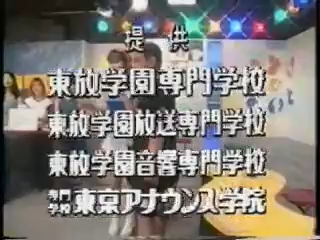 提供
東放学園専門学校
東放学園放送専門学校
東放学園音響専門学校
専門学校東京アナウンス学院